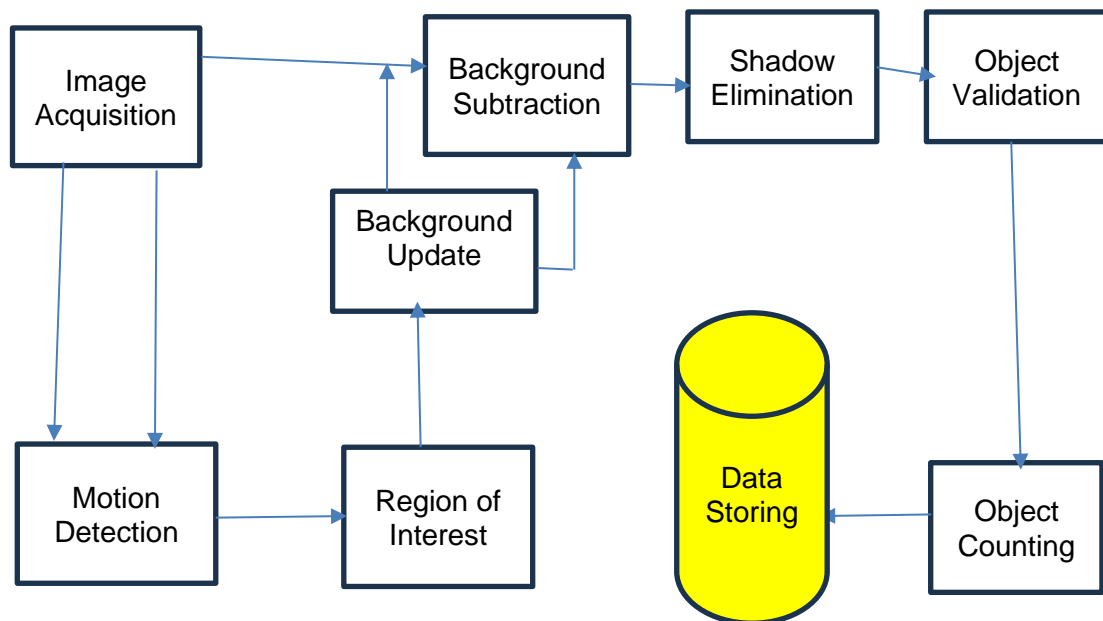 Image
Acquisition
Background
Subtraction
Shadow
Elimination
Object
Validation
Background
Update
Motion
Detection
Region of
Interest
Data
Storing
Object
Counting